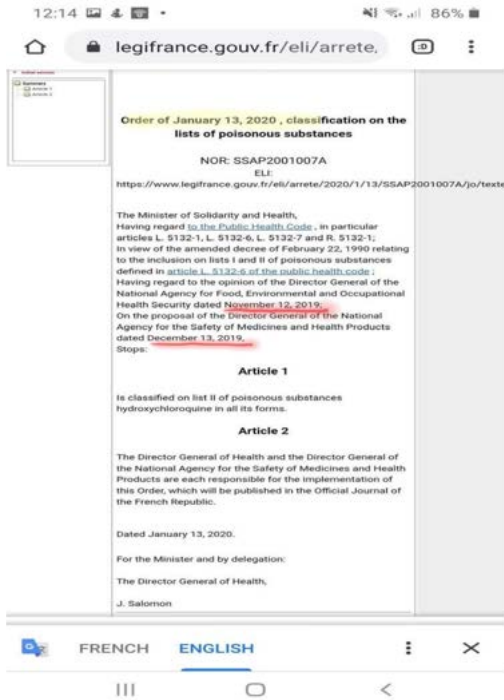 12:14
86%
legifrance.gouv.fr/eli/arrete,
:D
Summary
Article 1
Article 2
Order of January 13, 2020 , classification on the
lists of poisonous substances
NOR: SSAP2001007A
ELI:
https://www.legifrance.gouv.fr/eli/arrete/2020/1/13/SSAP2001007A/jo/texte
The Minister of Solidarity and Health,
Having regard to the Public Health Code , in particular
articles L. 5132-1, L. 5132-6, L. 5132-7 and R. 5132-1;
In view of the amended decree of February 22, 1990 relating
to the inclusion on lists I and II of poisonous substances
defined in article L. 5132-6 of the public health code ;
Having regard to the opinion of the Director General of the
National Agency for Food, Environmental and Occupational
Health Security dated November 12, 2019;
On the proposal of the Director General of the National
Agency for the Safety of Medicines and Health Products
dated December 13, 2019,
Stops:
Article 1
Is classified on list II of poisonous substances
hydroxychloroquine in all its forms.
Article 2
The Director General of Health and the Director General of
the National Agency for the Safety of Medicines and Health
Products are each responsible for the implementation of
this Order, which will be published in the Official Journal of
the French Republic.
Dated January 13, 2020.
For the Minister and by delegation:
The Director General of Health,
J. Salomon
FRENCH ENGLISH